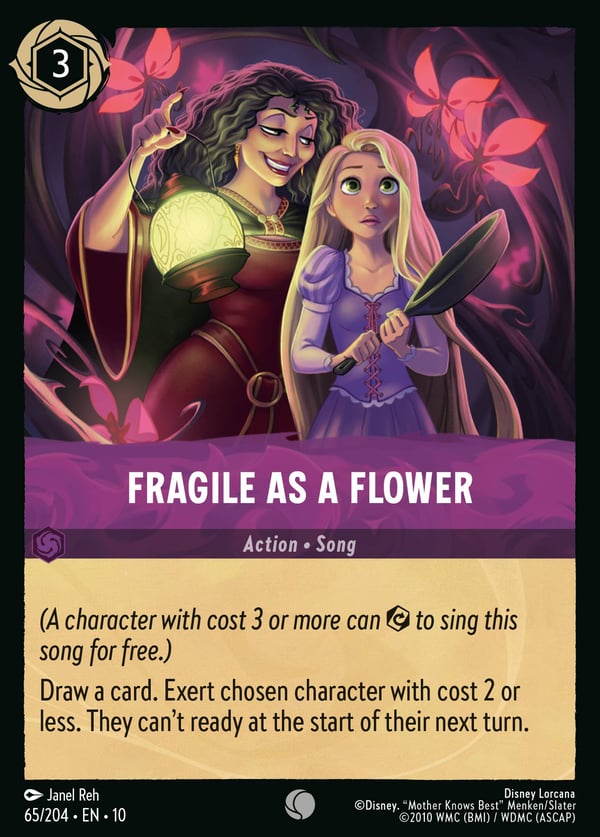 3
FRAGILE AS A FLOWER
Action • Song
(A character with cost 3 or more can to sing this
song for free.)
Draw a card. Exert chosen character with cost 2 or
less. They can’t ready at the start of their next turn.
Janel Reh
65/204 • EN • 10
Disney Lorcana
©Disney. “Mother Knows Best” Menken/Slater
©2010 WMC (BMI) / WDMC (ASCAP)